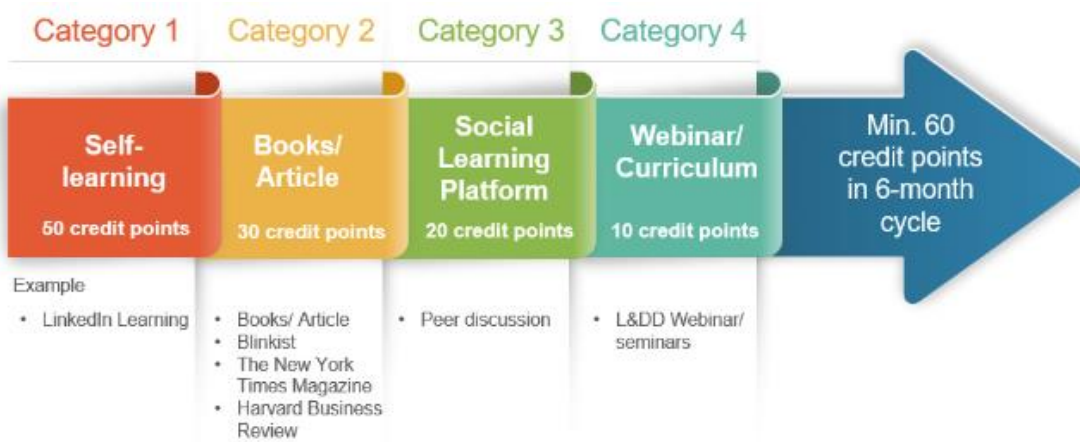 Category 1
Category 2
Category 3
Category 4
Self-
learning
50 credit points
Books/
Article
30 credit points
Social
Learning
Platform
20 credit points
Webinar/
Curriculum
10 credit points
Min. 60
credit points
in 6-month
cycle
Example
• LinkedIn Learning
• Books/ Article
• Blinkist
• The New York
Times Magazine
• Harvard Business
Review
• Peer discussion
• L&DD Webinar/
seminars